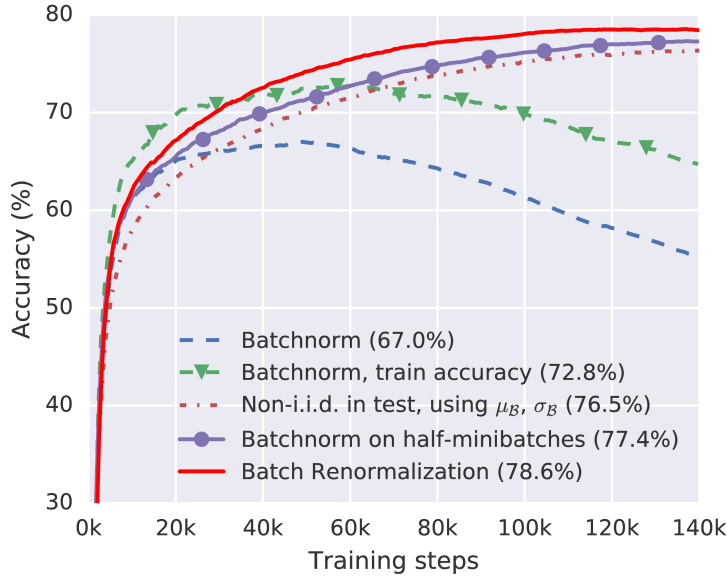 80
70
60
50
40
30
Accuracy (%)
Batchnorm (67.0%)
Batchnorm, train accuracy (72.8%)
Non-i.i.d. in test, using μ_ℬ, σ_ℬ (76.5%)
Batchnorm on half-minibatches (77.4%)
Batch Renormalization (78.6%)
0k 20k 40k 60k 80k 100k 120k 140k
Training steps